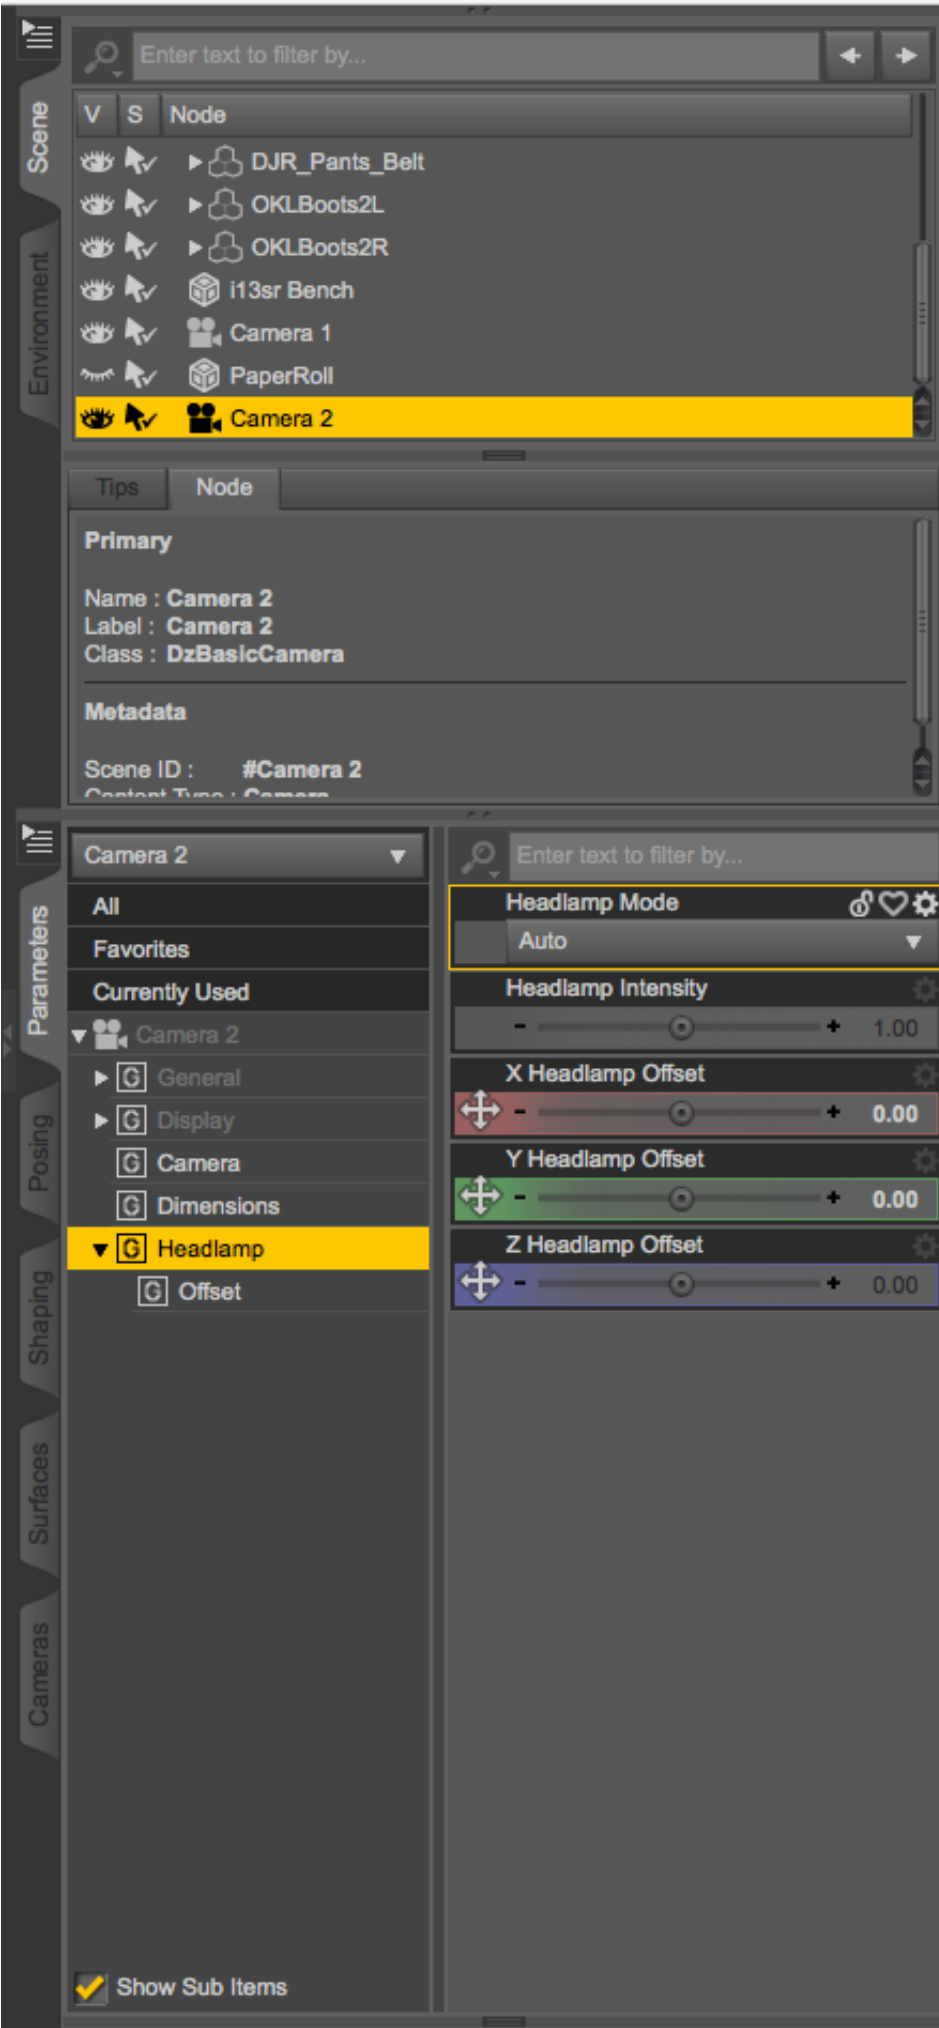 Enter text to filter by...
V S Node
DJR_Pants_Belt
OKLBoots2L
OKLBoots2R
i13sr Bench
Camera 1
PaperRoll
Camera 2
Scene
Environment
Tips Node
Primary
Name : Camera 2
Label : Camera 2
Class : DzBasicCamera
Metadata
Scene ID : #Camera 2
Content Type : Camera
Parameters
Posing
Shaping
Surfaces
Cameras
Camera 2
All
Favorites
Currently Used
Camera 2
G General
G Display
G Camera
G Dimensions
G Headlamp
G Offset
Show Sub Items
Enter text to filter by...
Headlamp Mode
Auto
Headlamp Intensity
- + 1.00
X Headlamp Offset
- + 0.00
Y Headlamp Offset
- + 0.00
Z Headlamp Offset
- + 0.00